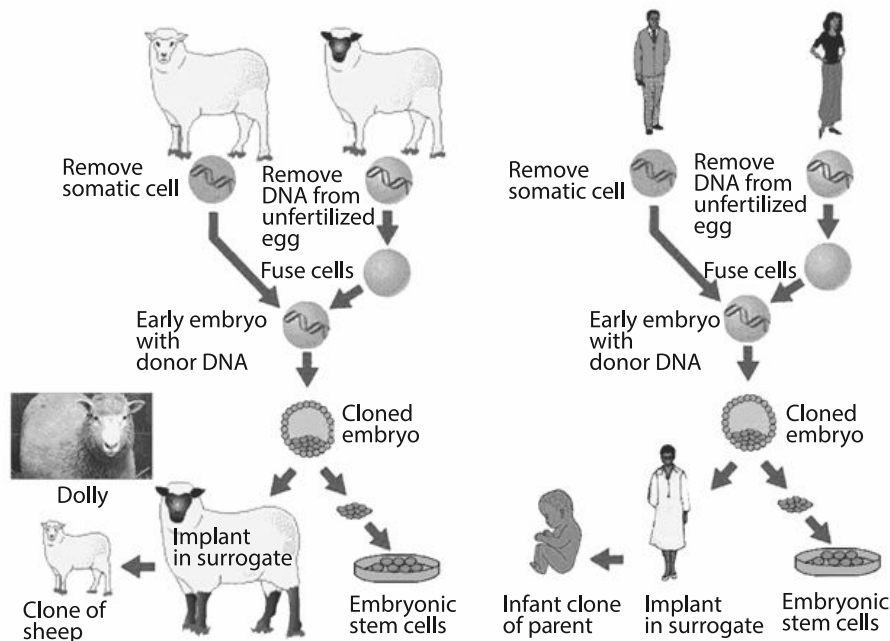 Remove
somatic cell
Remove
DNA from
unfertilized
egg
Fuse cells
Early embryo
with
donor DNA
Cloned
embryo
Dolly
Implant
in surrogate
Clone of
sheep
Embryonic
stem cells
Remove
somatic cell
Remove
DNA from
unfertilized
egg
Fuse cells
Early embryo
with
donor DNA
Cloned
embryo
Infant clone
of parent
Implant
in surrogate
Embryonic
stem cells